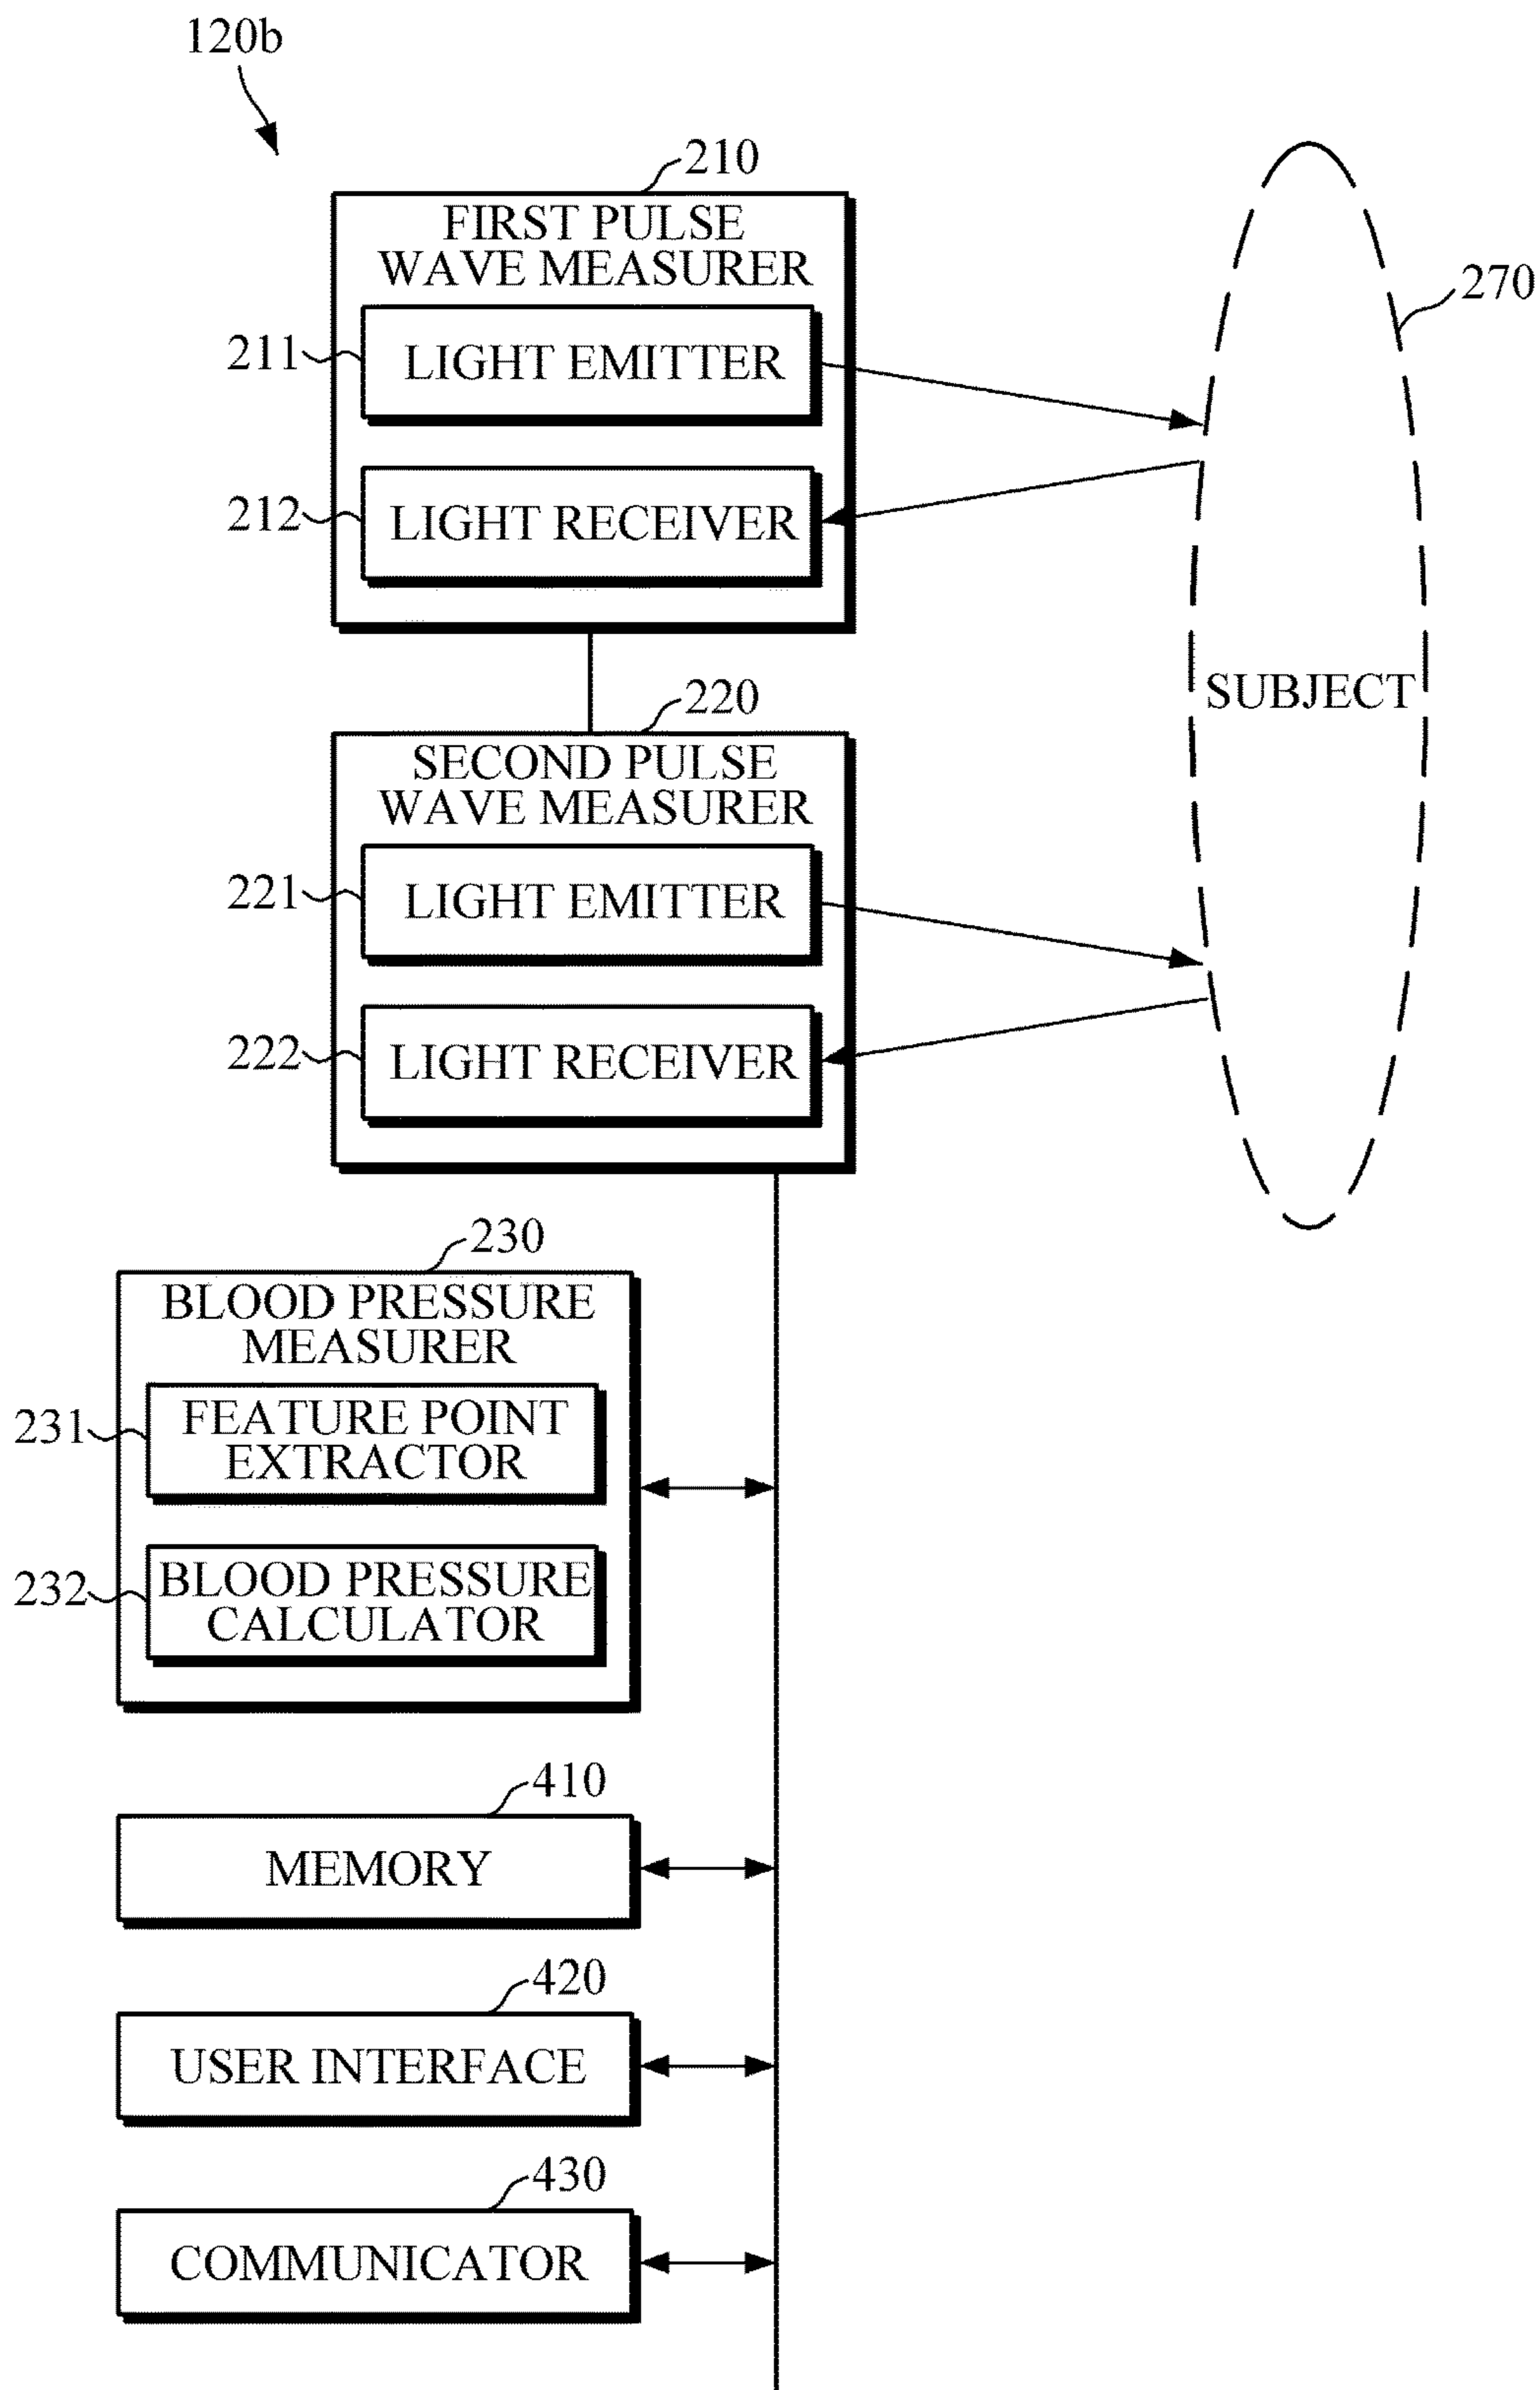 120b
210
FIRST PULSE
WAVE MEASURER
270
211
LIGHT EMITTER
212
LIGHT RECEIVER
SUBJECT
220
SECOND PULSE
WAVE MEASURER
221
LIGHT EMITTER
222
LIGHT RECEIVER
230
BLOOD PRESSURE
MEASURER
231
FEATURE POINT
EXTRACTOR
232
BLOOD PRESSURE
CALCULATOR
410
MEMORY
420
USER INTERFACE
430
COMMUNICATOR